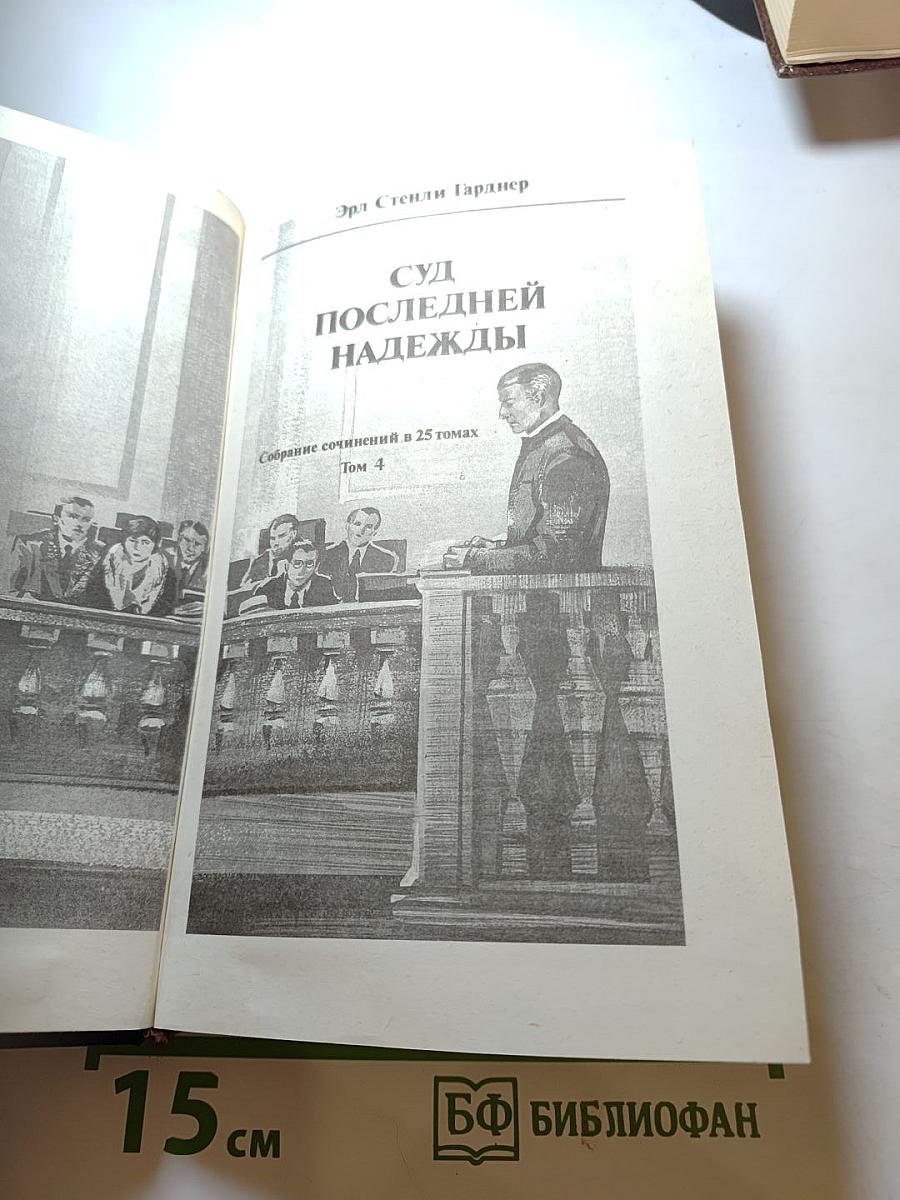 Эрл Стенли Гарднер
СУД
ПОСЛЕДНЕЙ
НАДЕЖДЫ
Собрание сочинений в 25 томах
Том 4
15 см
БФ БИБЛИОФАН